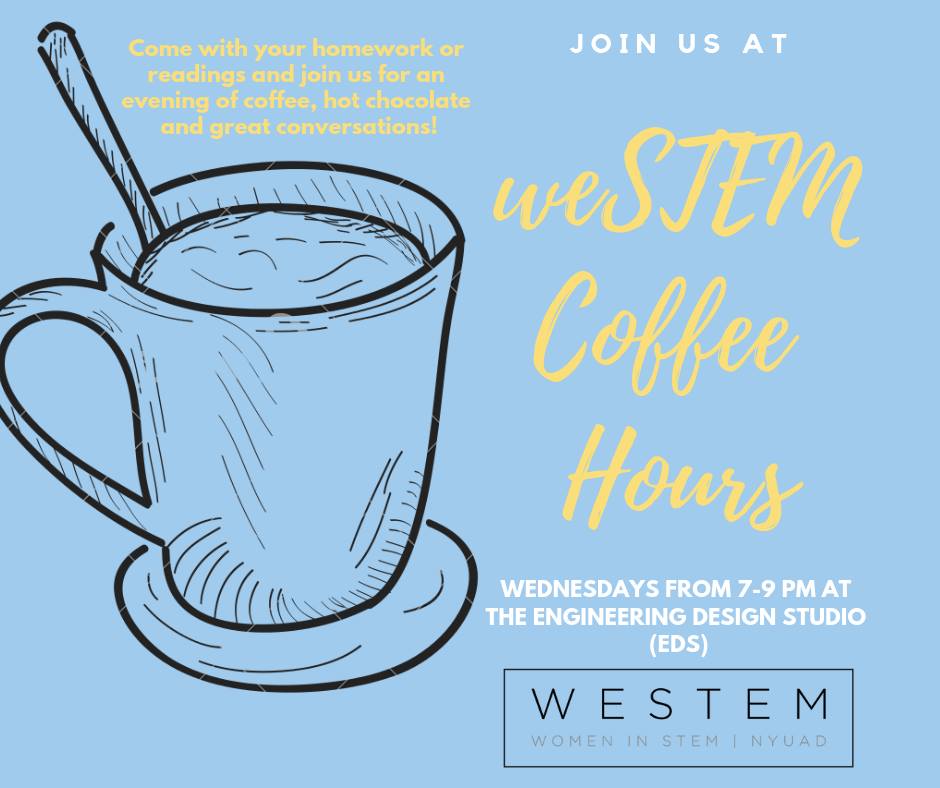 Come with your homework or
readings and join us for an
evening of coffee, hot chocolate
and great conversations!
JOIN US AT
weSTEM
Coffee
Hours
WEDNESDAYS FROM 7-9 PM AT
THE ENGINEERING DESIGN STUDIO
(EDS)
WESTEM
WOMEN IN STEM | NYUAD